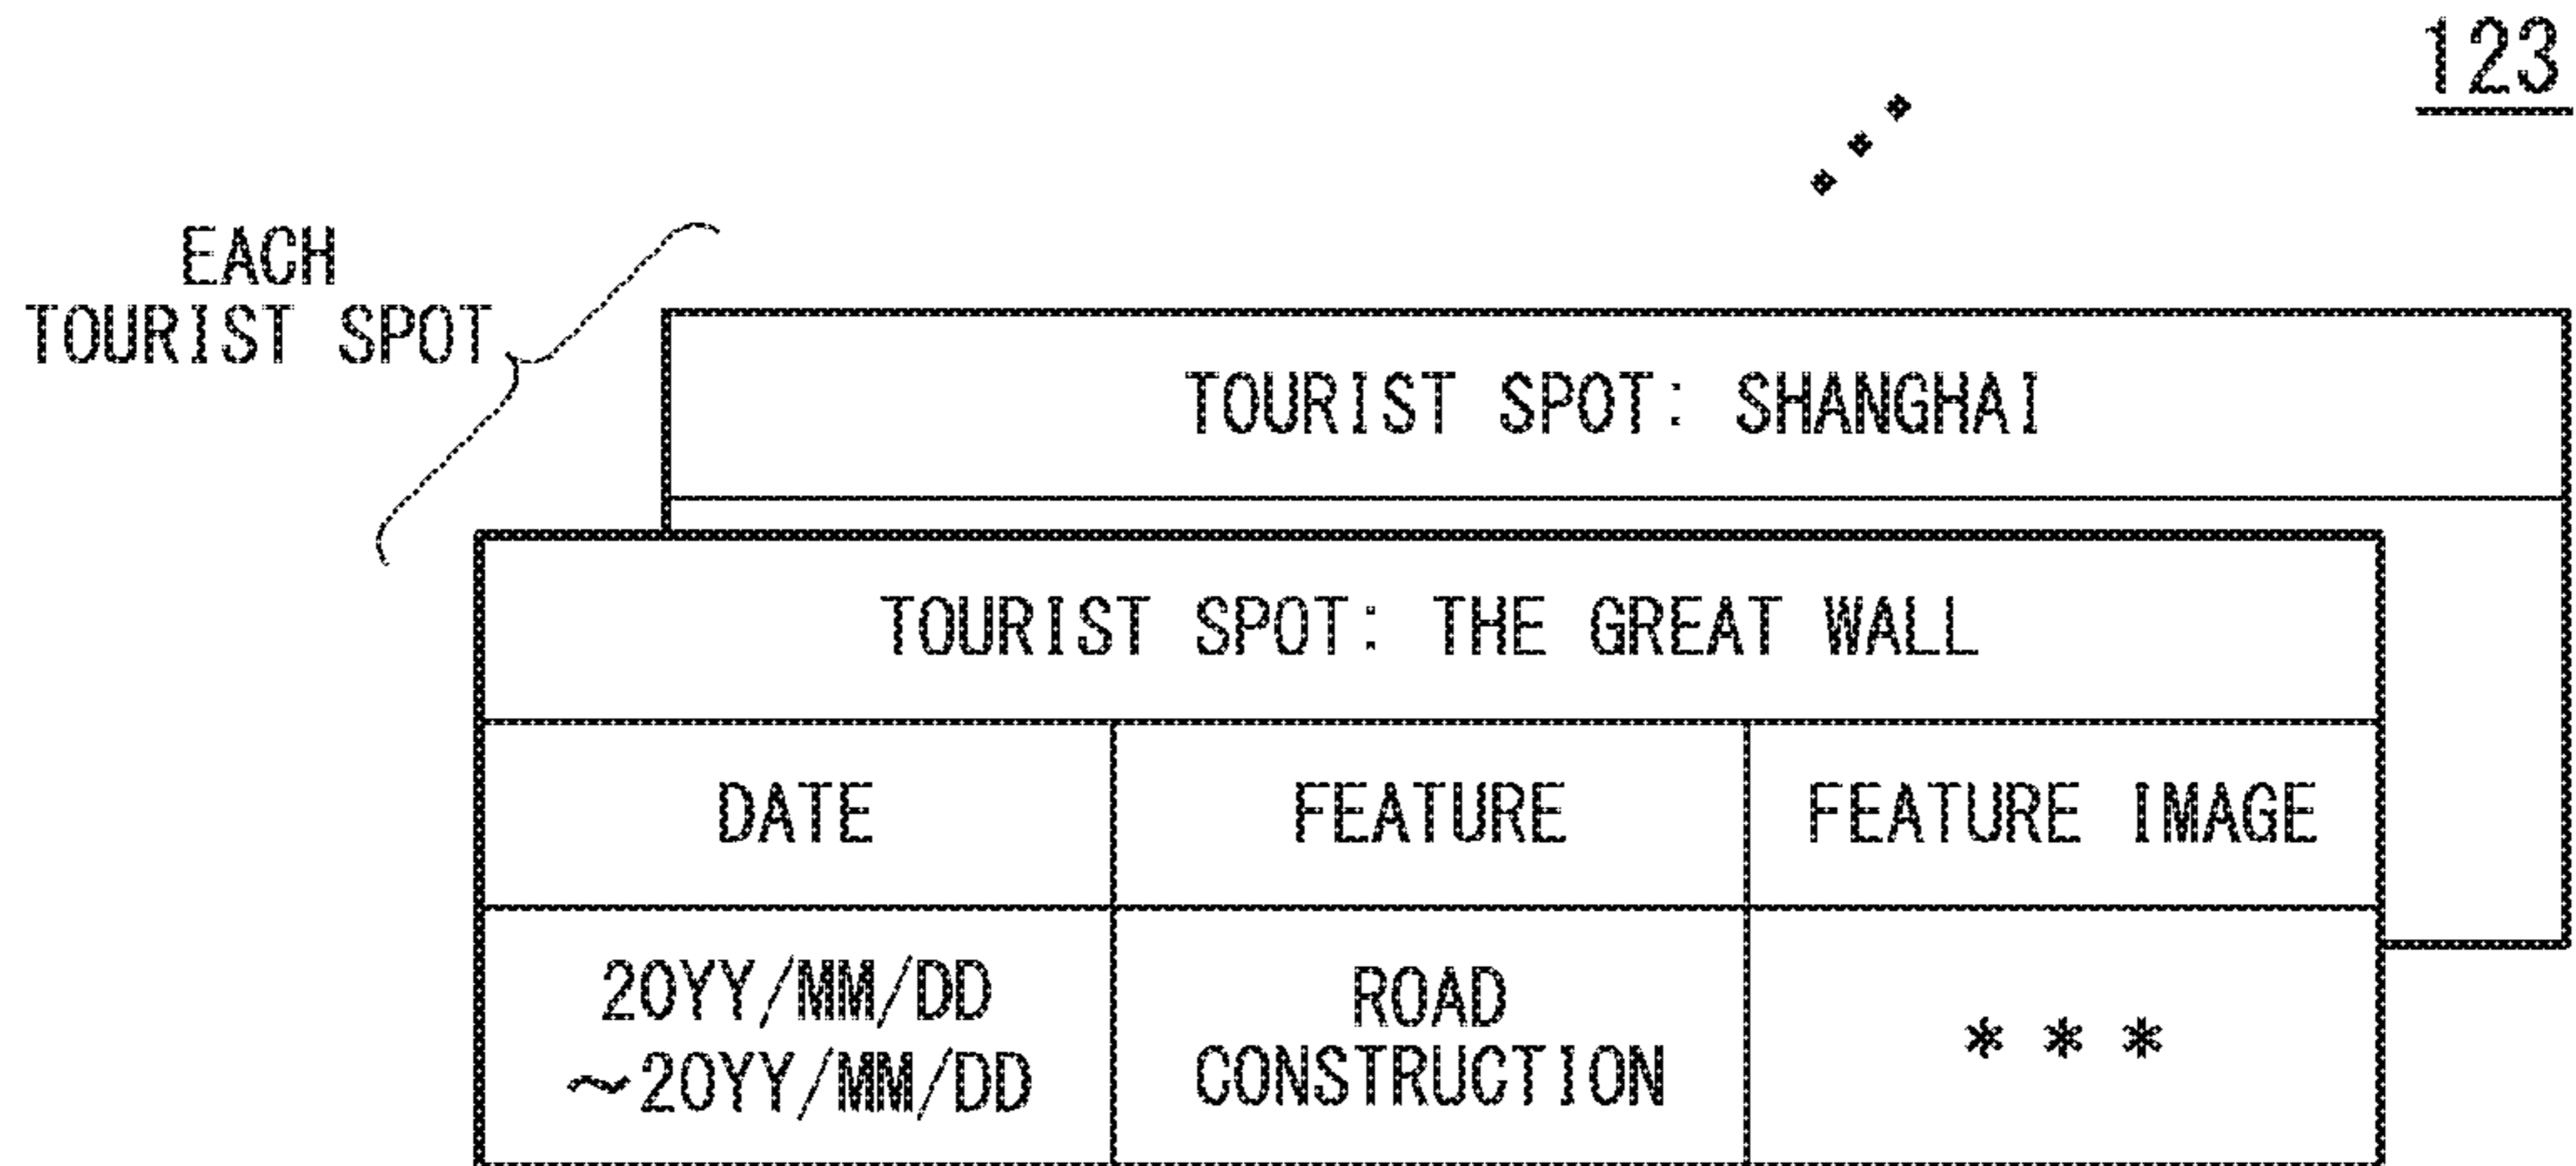 123
EACH
TOURIST SPOT
TOURIST SPOT: SHANGHAI
TOURIST SPOT: THE GREAT WALL
DATE
FEATURE
FEATURE IMAGE
20YY/MM/DD
~20YY/MM/DD
ROAD
CONSTRUCTION
* * *